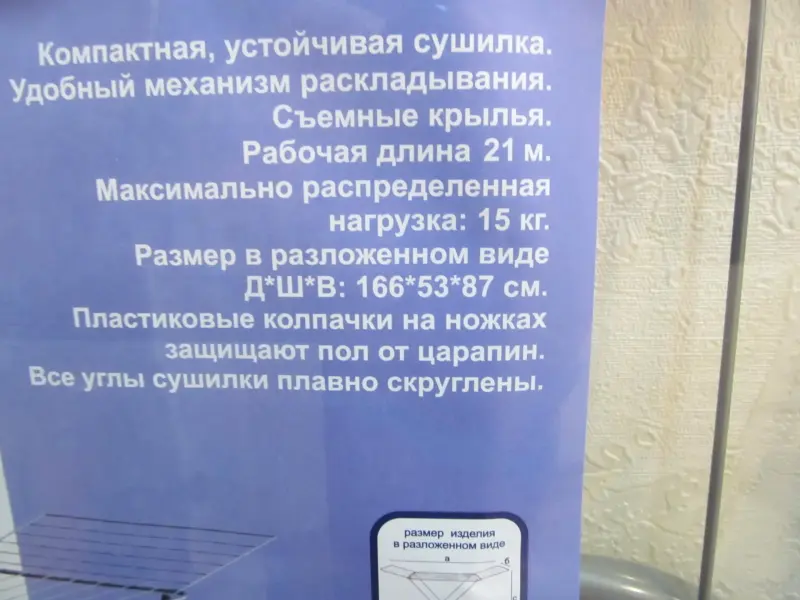 Компактная, устойчивая сушилка.
Удобный механизм раскладывания.
Съемные крылья.
Рабочая длина 21 м.
Максимально распределенная
нагрузка: 15 кг.
Размер в разложенном виде
Д*Ш*В: 166*53*87 см.
Пластиковые колпачки на ножках
защищают пол от царапин.
Все углы сушилки плавно скруглены.
размер изделия
в разложенном виде
а
б